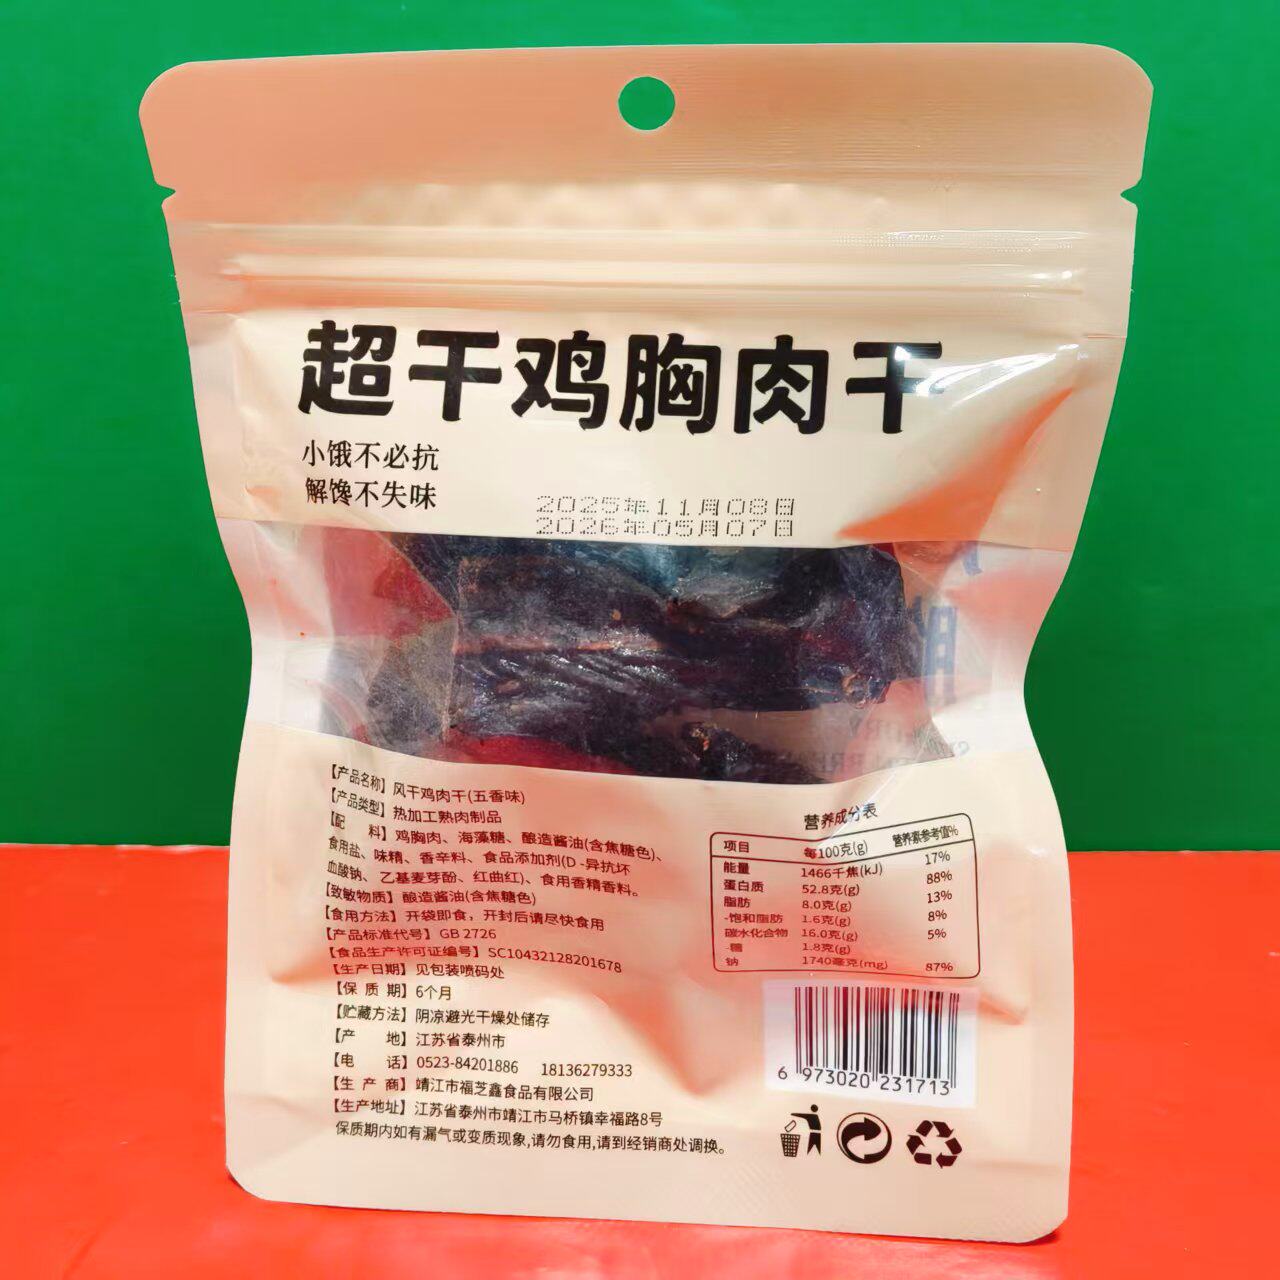 超干鸡胸肉干
小饿不必抗
解馋不失味
2025年11月08日
2026年05月07日
【产品名称】风干鸡肉干(五香味)
【产品类型】热加工熟肉制品
【配 料】鸡胸肉、海藻糖、酿造酱油(含焦糖色)、
食用盐、味精、香辛料、食品添加剂(D-异抗坏
血酸钠、乙基麦芽酚、红曲红)、食用香精香料。
【致敏物质】酿造酱油(含焦糖色)
【食用方法】开袋即食，开封后请尽快食用
【产品标准代号】GB 2726
【食品生产许可证编号】SC10432128201678
【生产日期】见包装喷码处
【保 质 期】6个月
【贮藏方法】阴凉避光干燥处储存
【产 地】江苏省泰州市
【电 话】0523-84201886 18136279333
【生 产 商】靖江市福芝鑫食品有限公司
【生产地址】江苏省泰州市靖江市马桥镇幸福路8号
保质期内如有漏气或变质现象,请勿食用,请到经销商处调换。
营养成分表
项目 每100克(g) 营养素参考值%
能量 1466千焦(kJ) 17%
蛋白质 52.8克(g) 88%
脂肪 8.0克(g) 13%
-饱和脂肪 1.6克(g) 8%
碳水化合物 16.0克(g) 5%
-糖 1.8克(g)
钠 1740毫克(mg) 87%
6 973020 231713